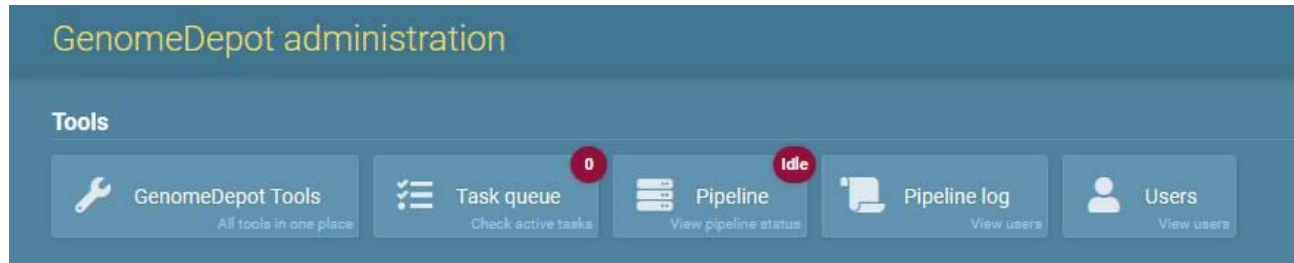 GenomeDepot administration
Tools
0
Idle
GenomeDepot Tools
Task queue
Pipeline
Pipeline log
Users
All tools in one place
Check active tasks
View pipeline status
View users
View users